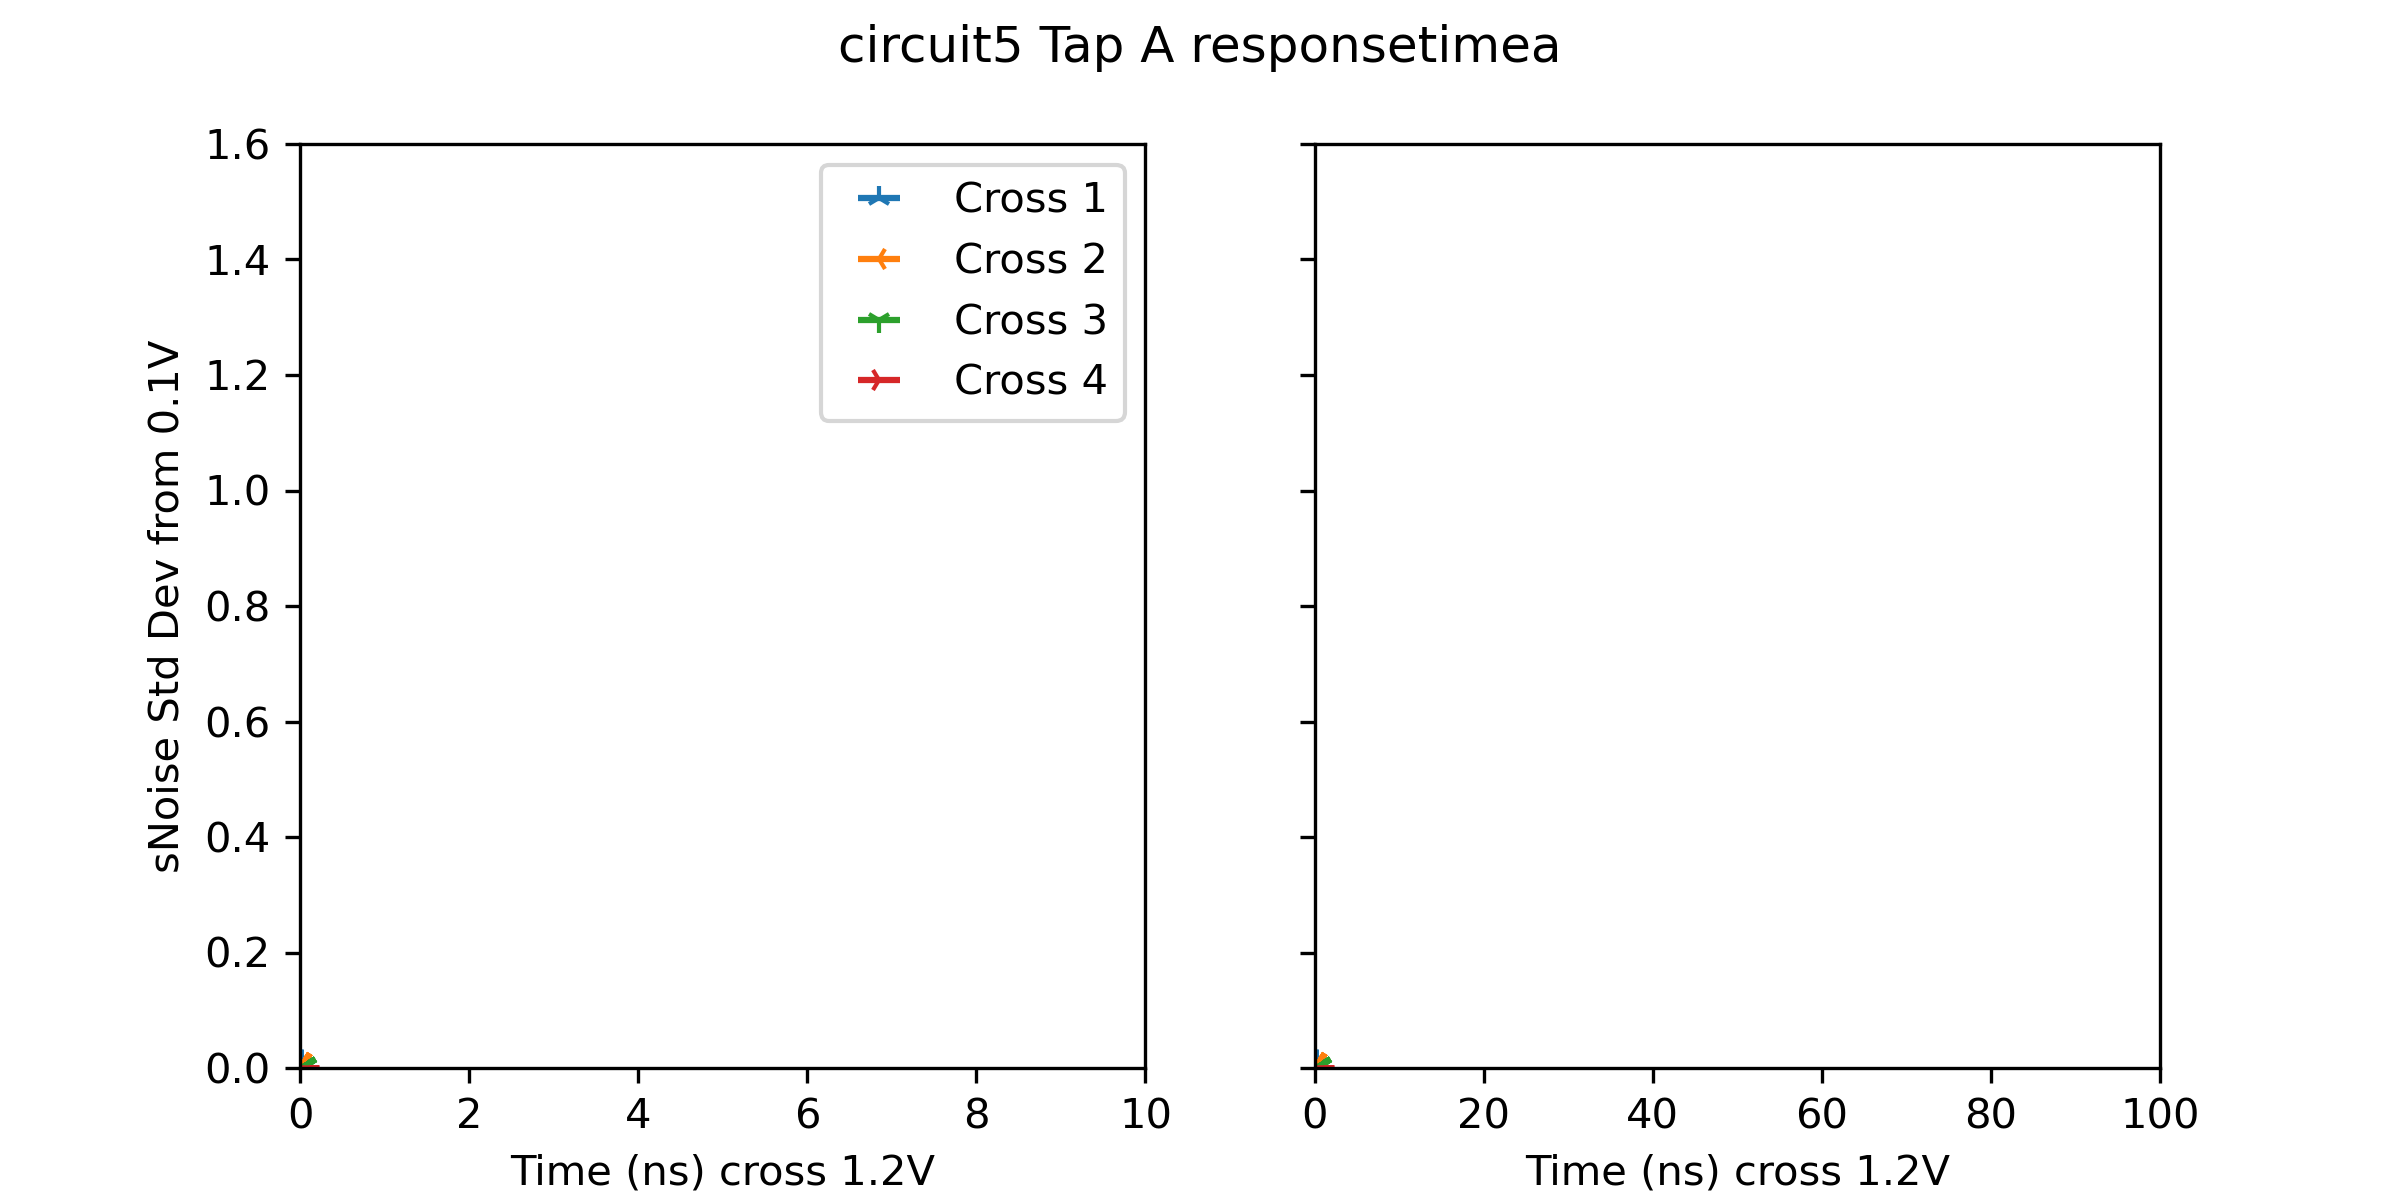 circuit5 Tap A responsetimea
sNoise Std Dev from 0.1V
1.6
1.4
1.2
1.0
0.8
0.6
0.4
0.2
0.0
Cross 1
Cross 2
Cross 3
Cross 4
0 2 4 6 8 10
Time (ns) cross 1.2V
0 20 40 60 80 100
Time (ns) cross 1.2V